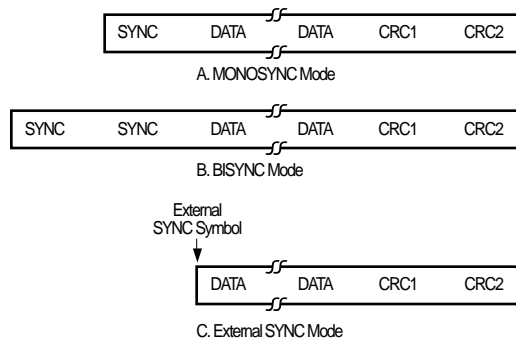 SYNC DATA DATA CRC1 CRC2
A. MONOSYNC Mode
SYNC SYNC DATA DATA CRC1 CRC2
B. BISYNC Mode
External
SYNC Symbol
DATA DATA CRC1 CRC2
C. External SYNC Mode